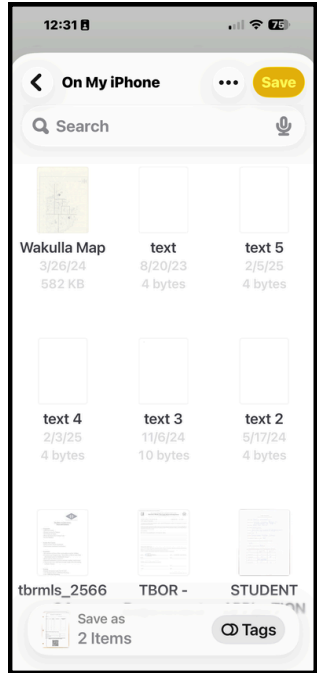 12:31
75
On My iPhone
Save
Search
Wakulla Map text text 5
3/26/24 8/20/23 2/5/25
582 KB 4 bytes 4 bytes
text 4 text 3 text 2
2/3/25 11/6/24 5/17/24
4 bytes 10 bytes 4 bytes
tbrmls_2566 TBOR - STUDENT
Save as
2 Items
Tags